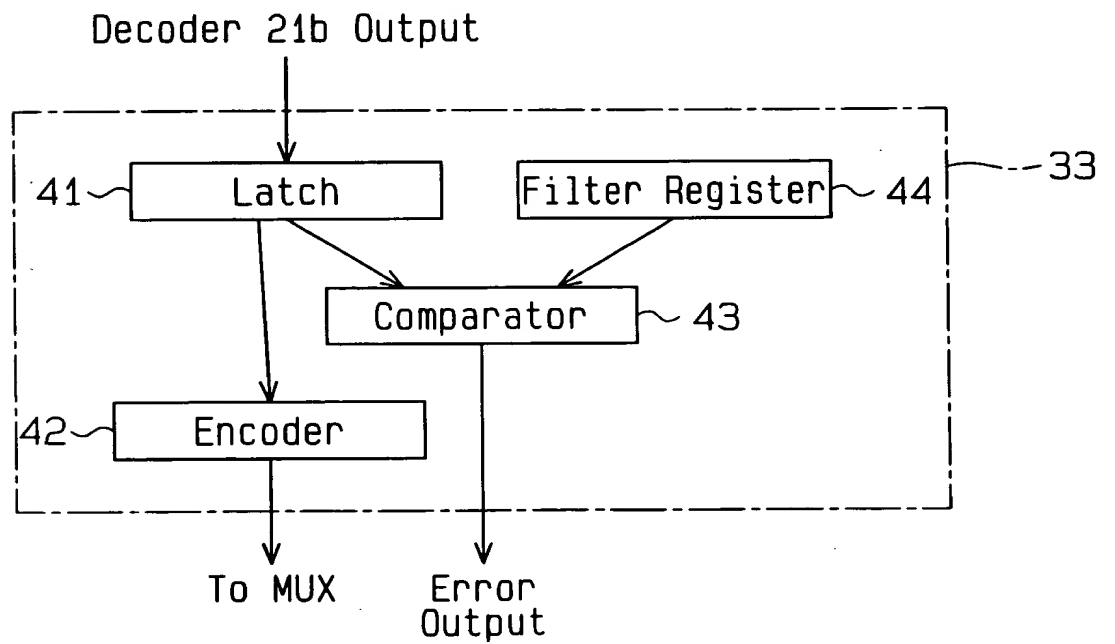 Decoder 21b Output
33
41
Latch
Filter Register
44
Comparator
43
42
Encoder
To MUX
Error
Output